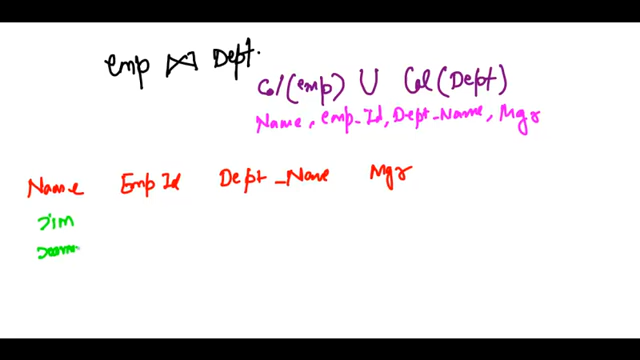 Emp ⋈ Dept.
Col(emp) ∪ Col(Dept)
Name, emp_Id, Dept_Name, Mgr
Name Emp Id Dept_Name Mgr
Jim